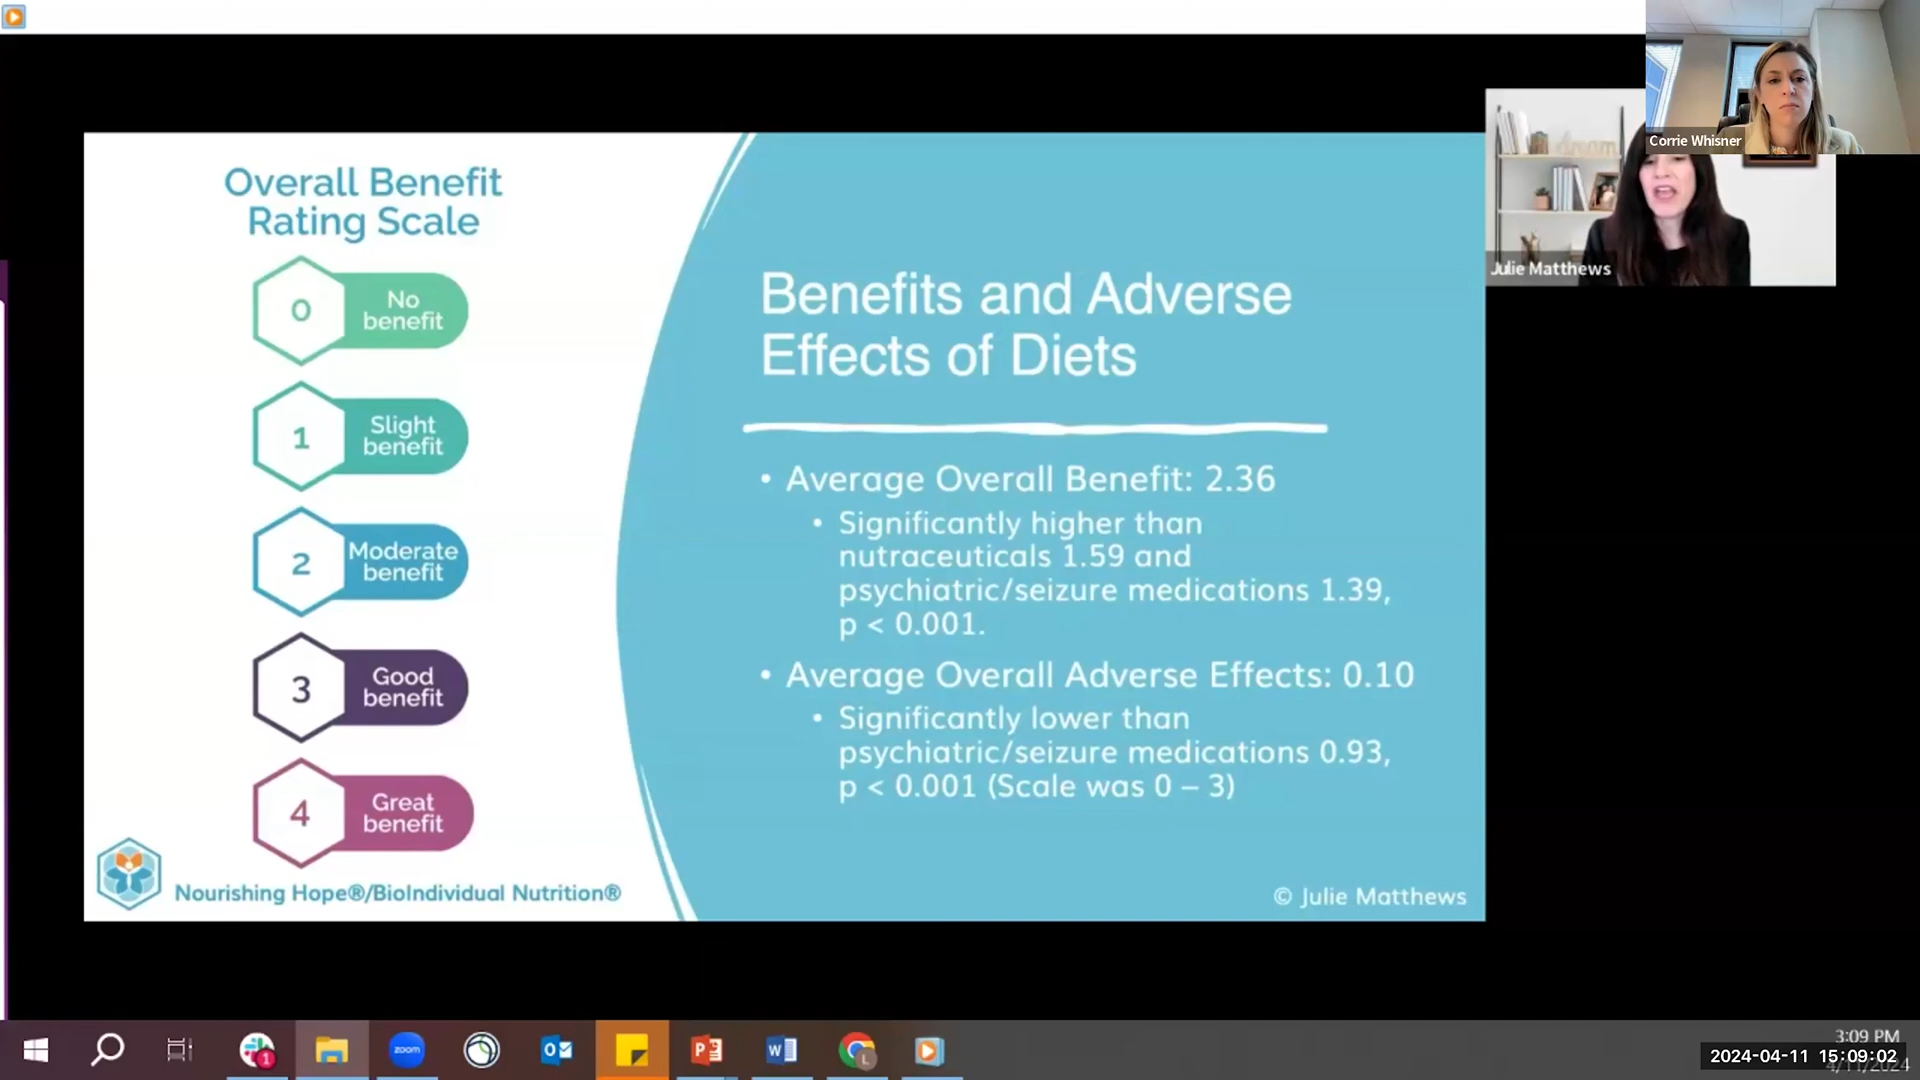 Corrie Whisner
Julie Matthews
Overall Benefit
Rating Scale
0
No
benefit
1
Slight
benefit
2
Moderate
benefit
3
Good
benefit
4
Great
benefit
Nourishing Hope®/BioIndividual Nutrition®
Benefits and Adverse
Effects of Diets
• Average Overall Benefit: 2.36
• Significantly higher than
nutraceuticals 1.59 and
psychiatric/seizure medications 1.39,
p < 0.001.
• Average Overall Adverse Effects: 0.10
• Significantly lower than
psychiatric/seizure medications 0.93,
p < 0.001 (Scale was 0 – 3)
© Julie Matthews
1
zoom
L
3:09 PM
2024-04-11 15:09:02